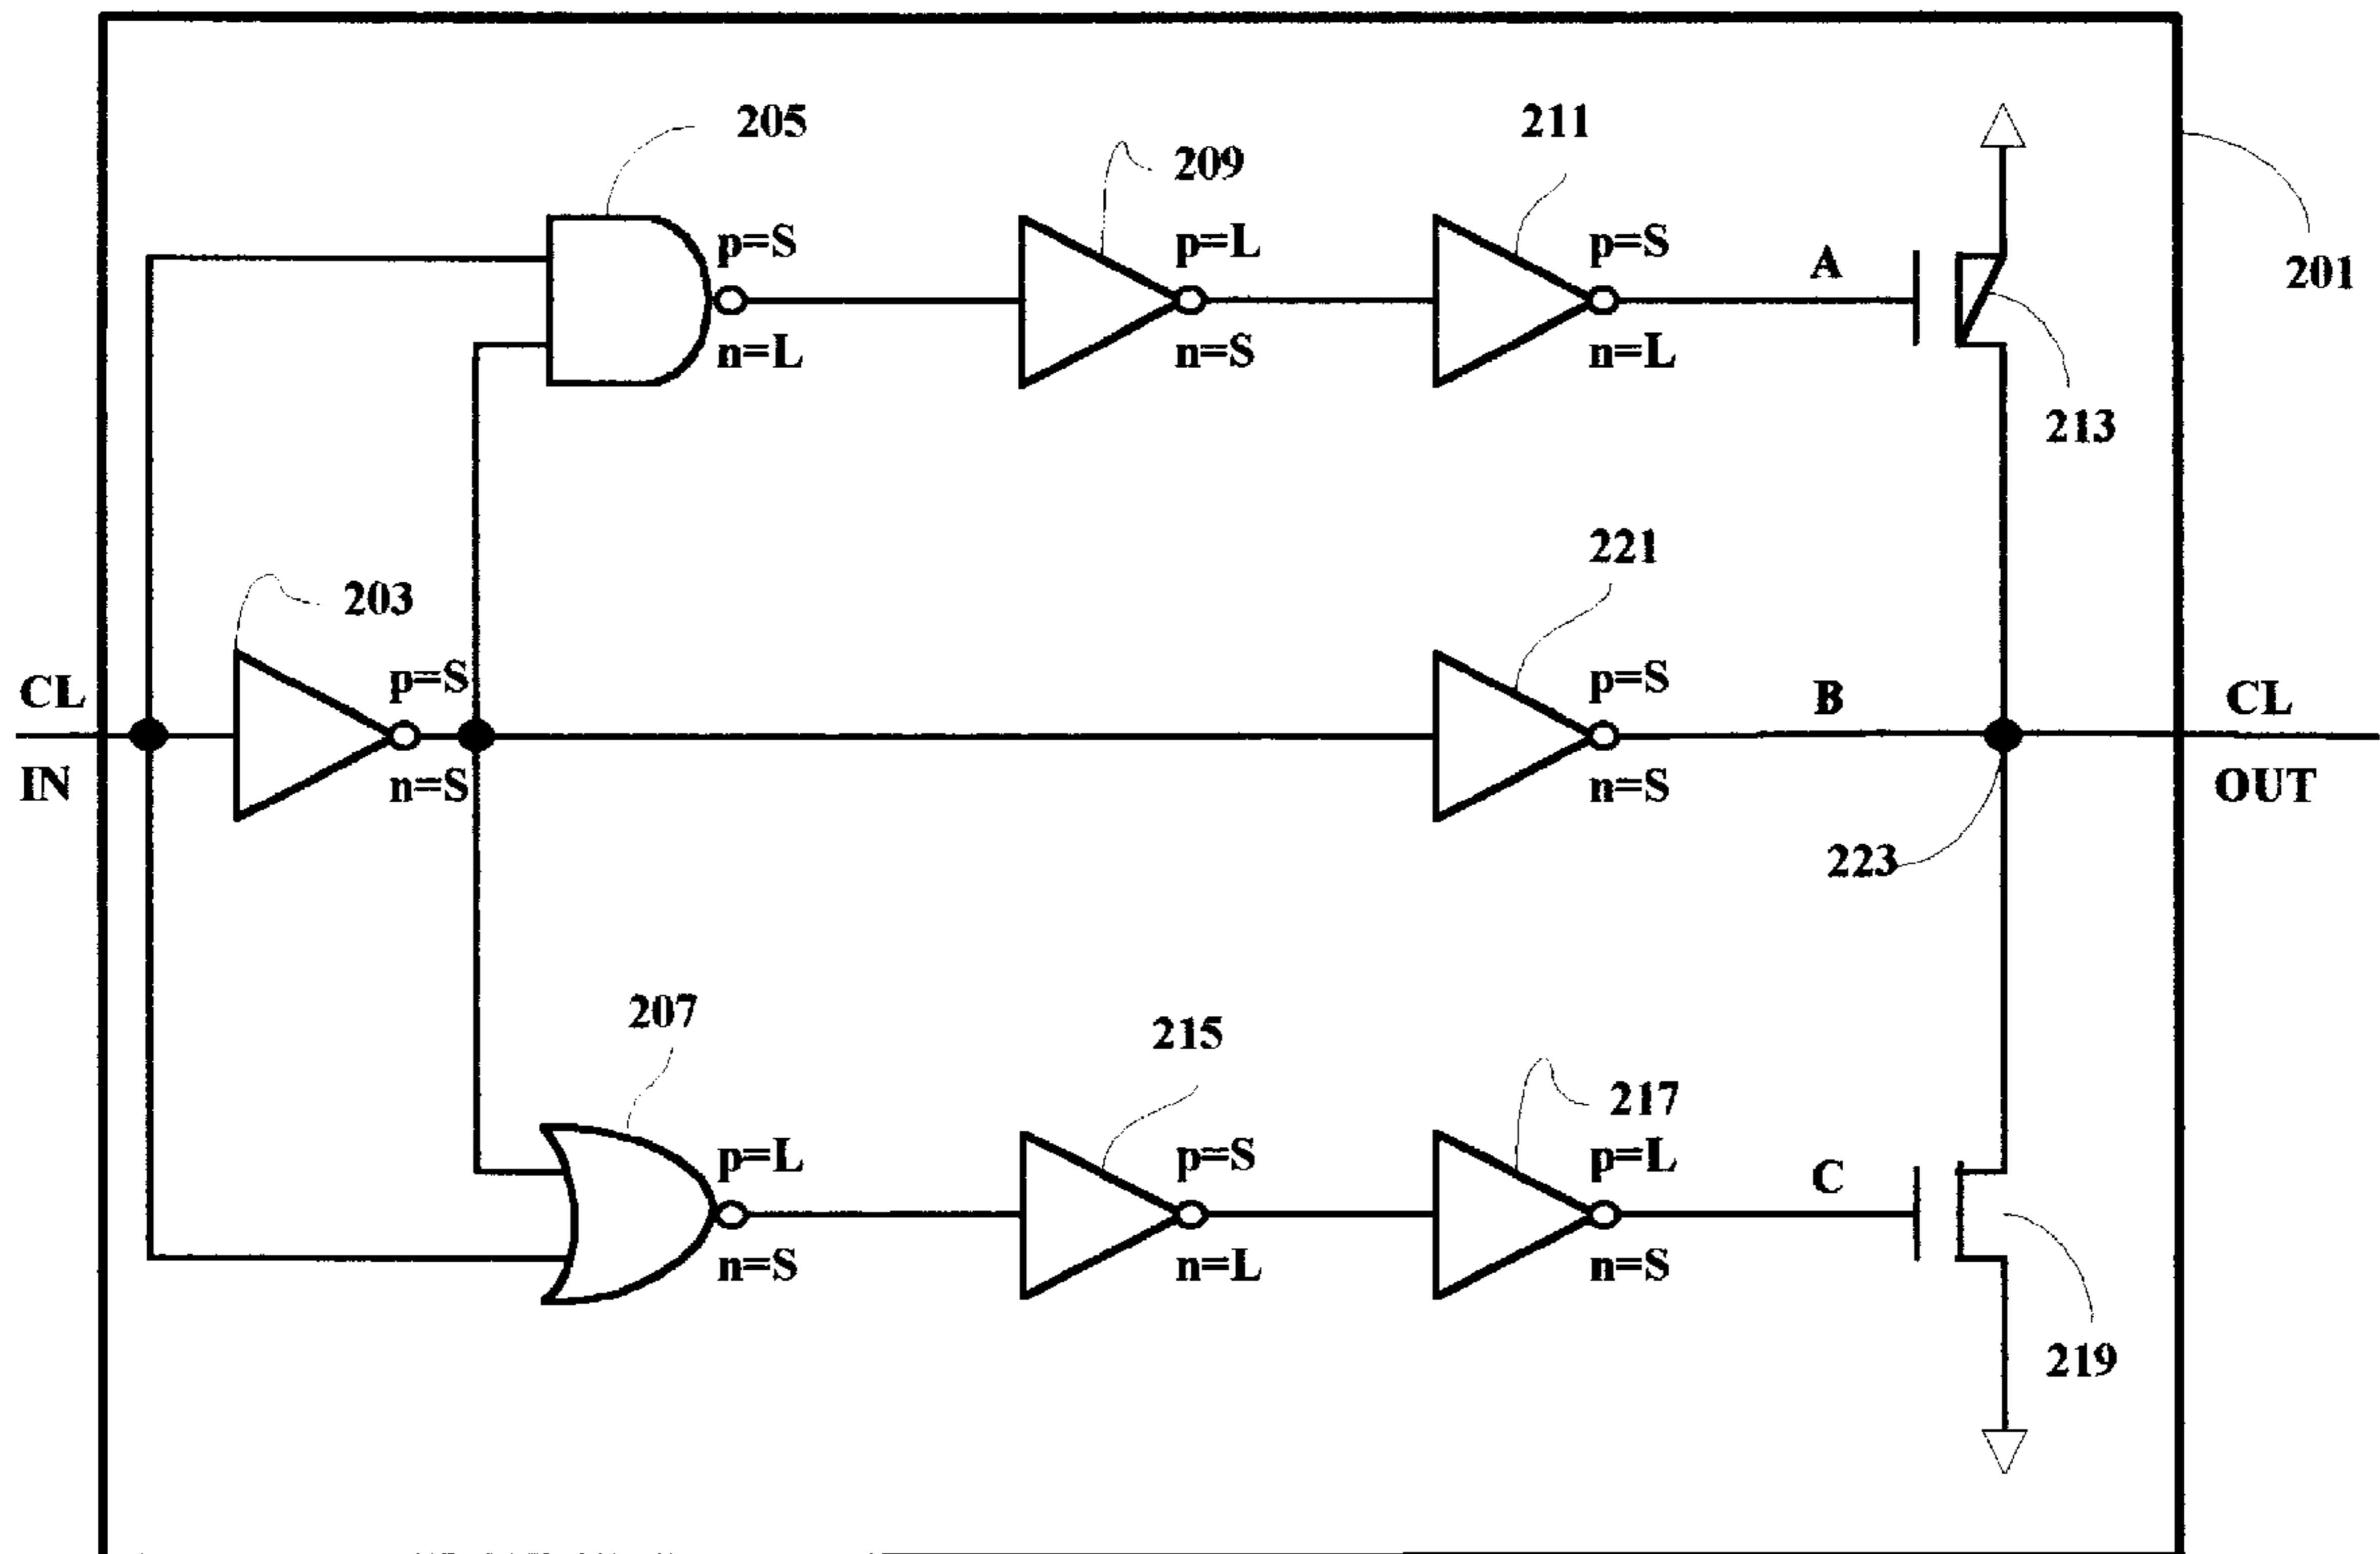 205
209
211
p=S
n=L
p=L
n=S
p=S
n=L
A
201
213
203
221
CL
IN
p=S
n=S
p=S
n=S
B
CL
OUT
223
207
215
217
p=L
n=S
p=S
n=L
p=L
n=S
C
219